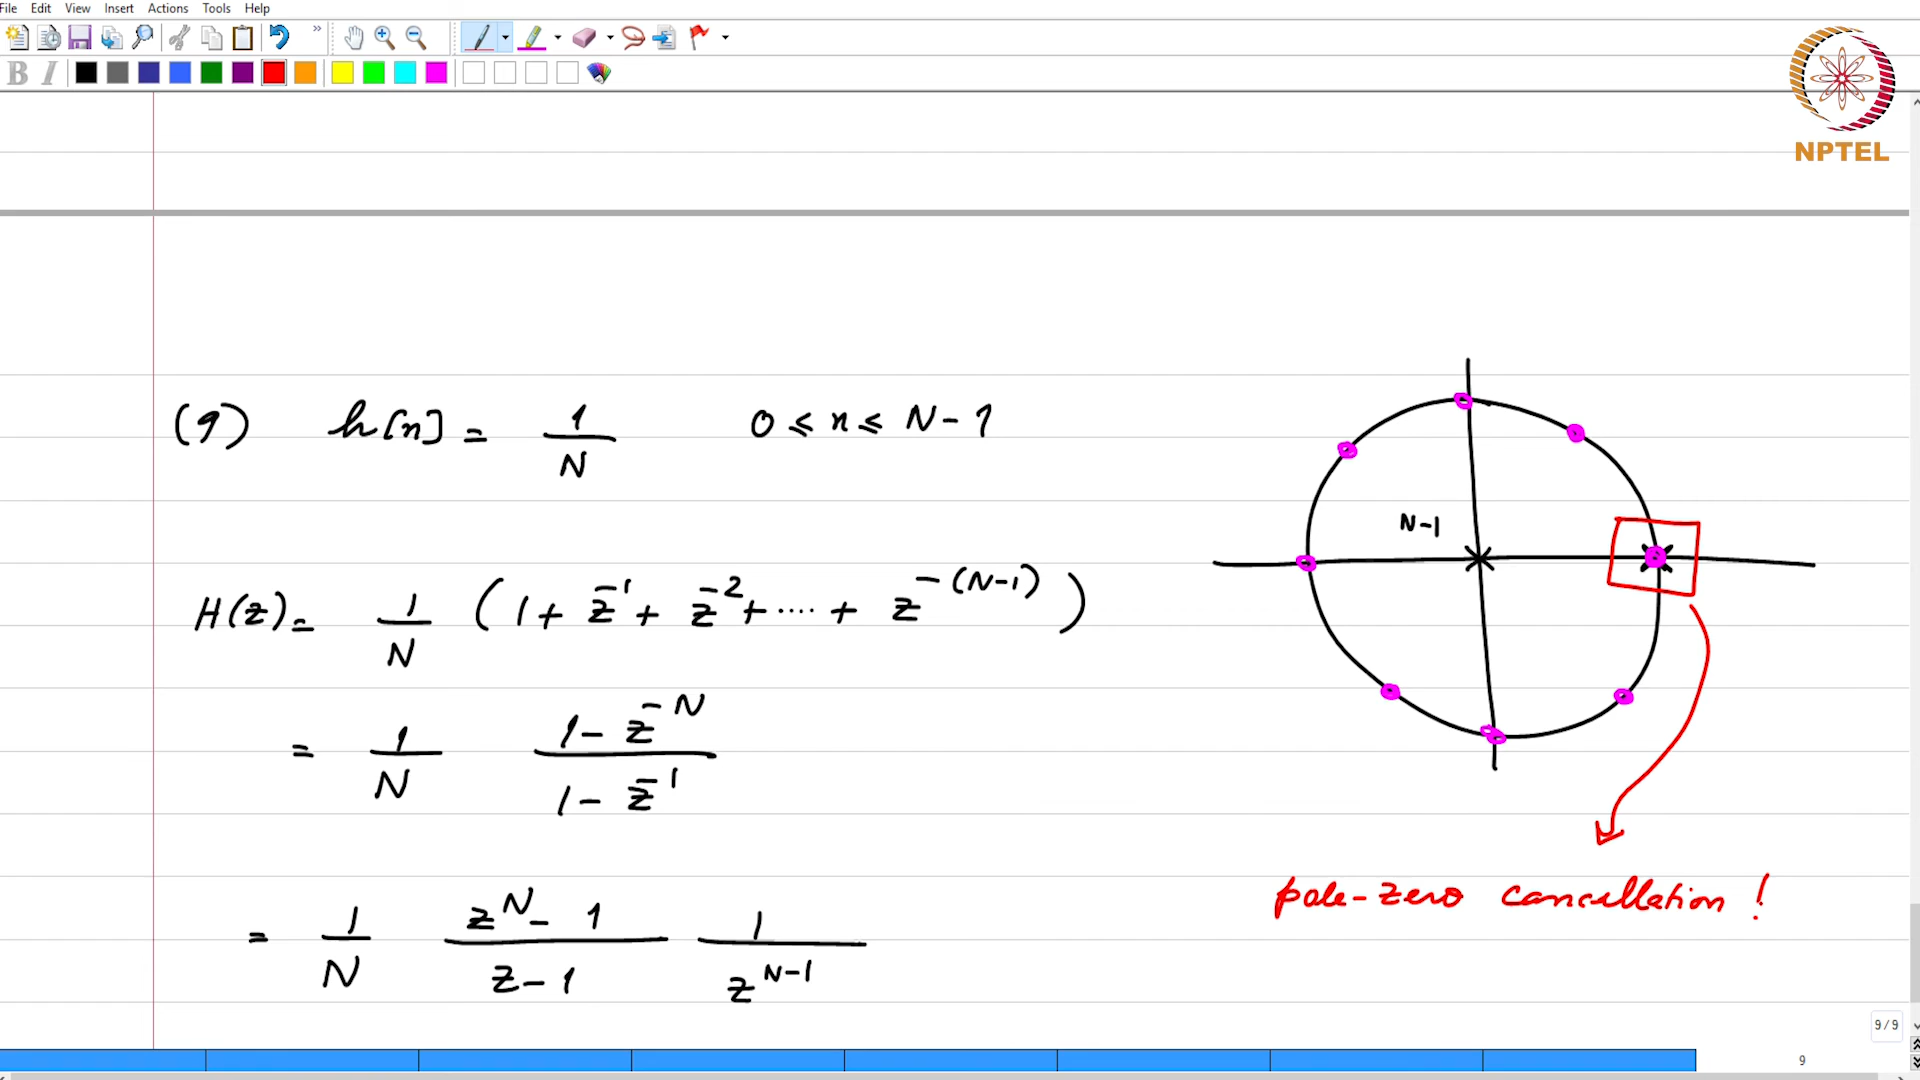 File Edit View Insert Actions Tools Help
B I
NPTEL
(9) h[n] = 1/N 0 ≤ n ≤ N-1
N-1
H(z) = 1/N (1 + z^-1 + z^-2 + .... + z^-(N-1))
= 1/N (1 - z^-N)/(1 - z^-1)
pole-zero cancellation!
= 1/N (z^N - 1)/(z - 1) 1/z^(N-1)
9/9
9